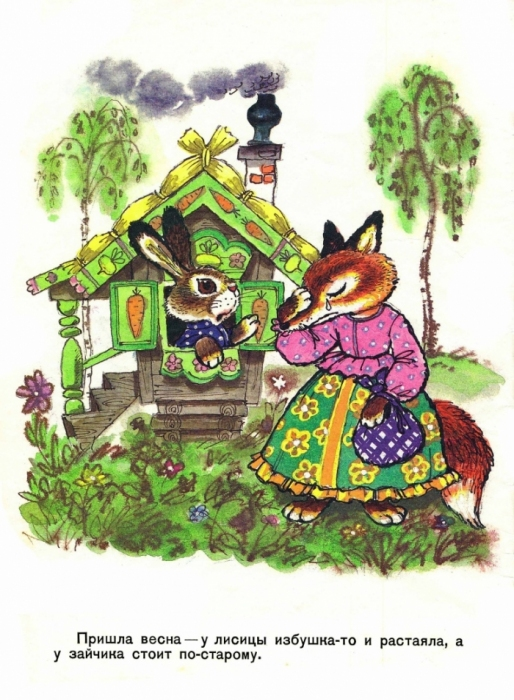 Пришла весна — у лисицы избушка-то и растаяла, а
у зайчика стоит по-старому.